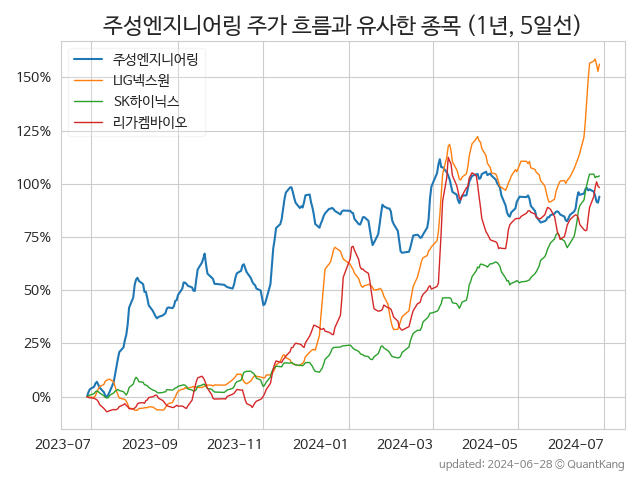 주성엔지니어링 주가 흐름과 유사한 종목 (1년, 5일선)
주성엔지니어링
LIG넥스원
SK하이닉스
리가켐바이오
150%
125%
100%
75%
50%
25%
0%
2023-07 2023-09 2023-11 2024-01 2024-03 2024-05 2024-07
updated: 2024-06-28 © QuantKang